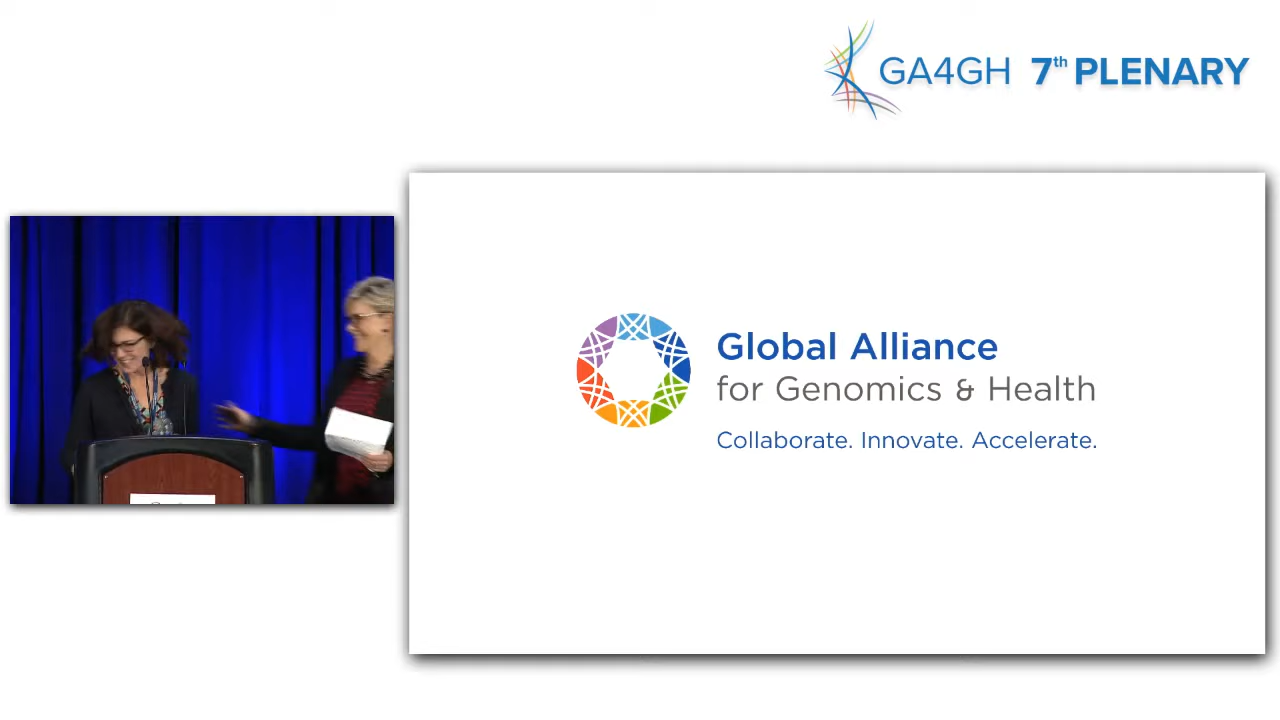 GA4GH 7th PLENARY
Global Alliance
for Genomics & Health
Collaborate. Innovate. Accelerate.